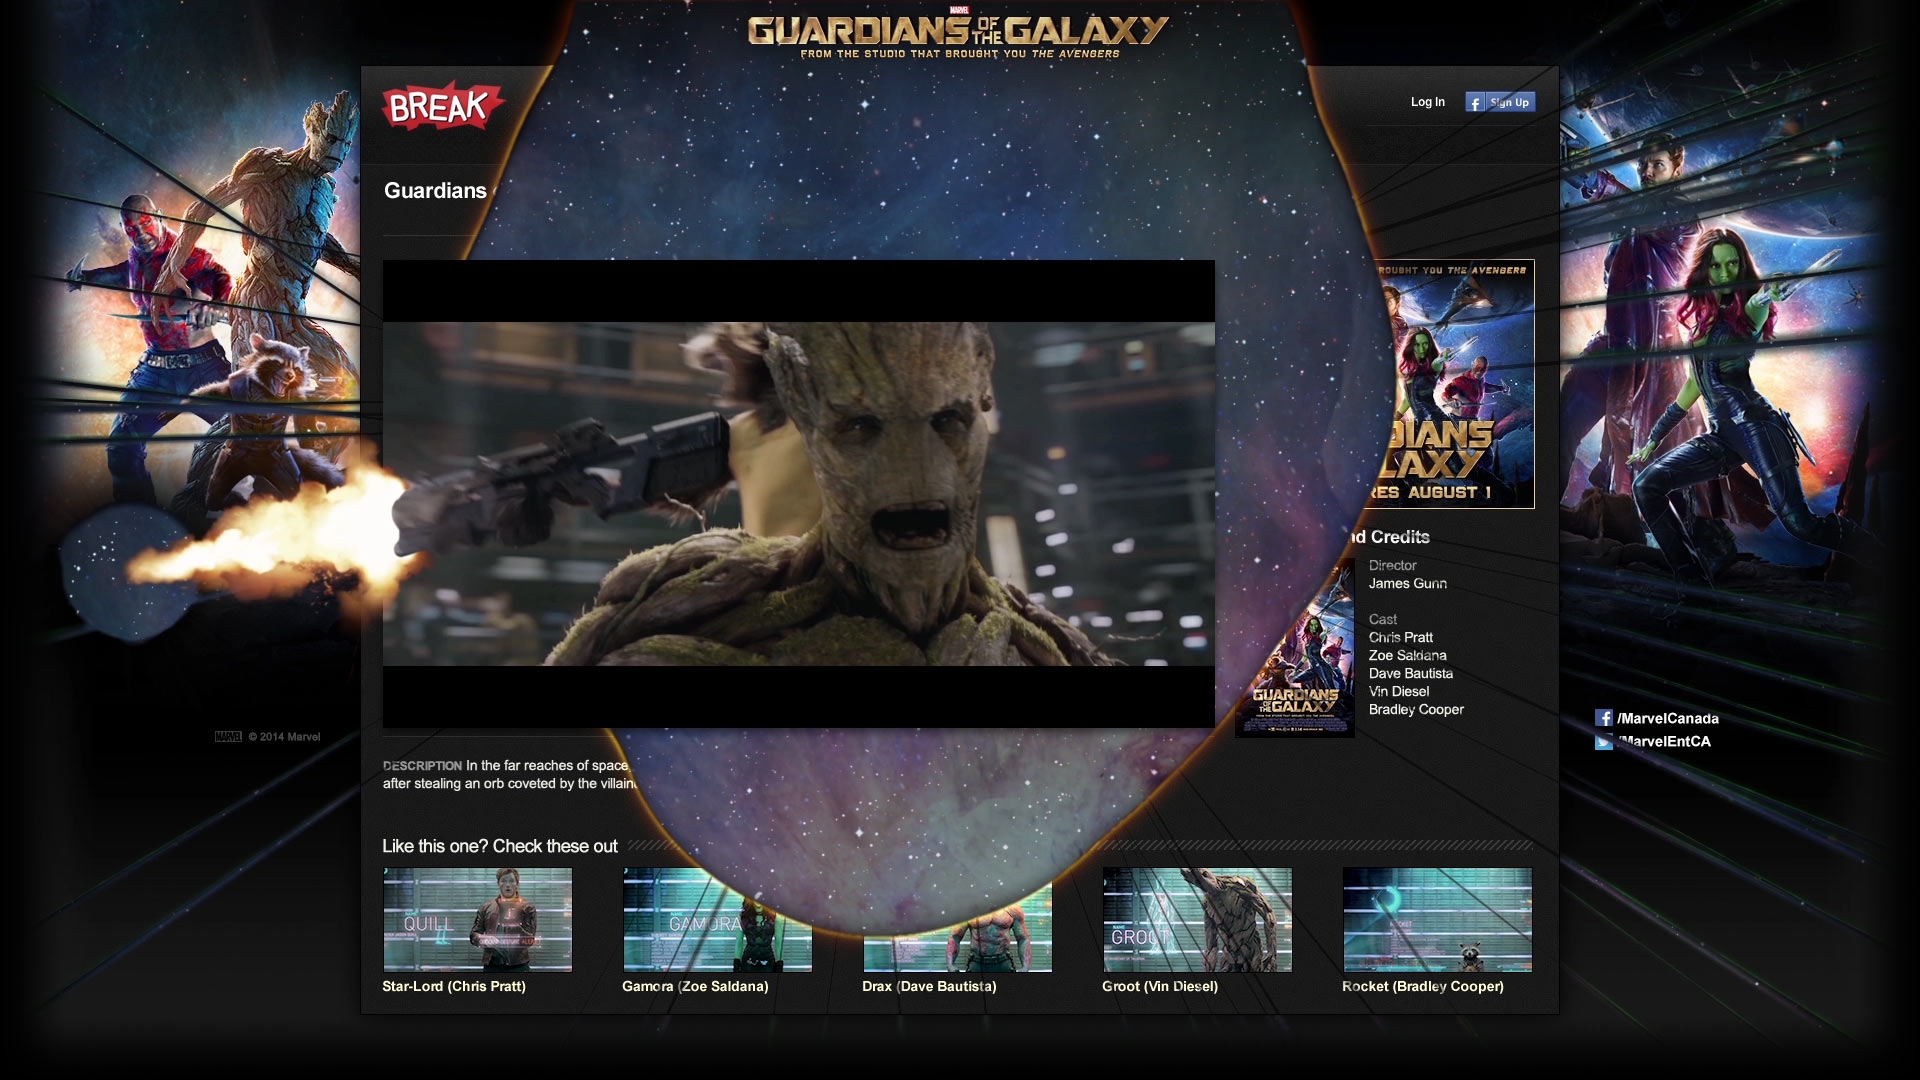 MARVEL
GUARDIANS OF THE GALAXY
FROM THE STUDIO THAT BROUGHT YOU THE AVENGERS
BREAK
Log In
f Sign Up
Guardians
BROUGHT YOU THE AVENGERS
DIANS
LAXY
RES AUGUST 1
nd Credits
Director
James Gunn
Cast
Chris Pratt
Zoe Saldana
Dave Bautista
Vin Diesel
Bradley Cooper
GUARDIANS
OF THE GALAXY
MARVEL © 2014 Marvel
/MarvelCanada
/MarvelEntCA
DESCRIPTION In the far reaches of space
after stealing an orb coveted by the villain
Like this one? Check these out
QUILL
GAMORA
GROOT
ROCKET
Star-Lord (Chris Pratt)
Gamora (Zoe Saldana)
Drax (Dave Bautista)
Groot (Vin Diesel)
Rocket (Bradley Cooper)